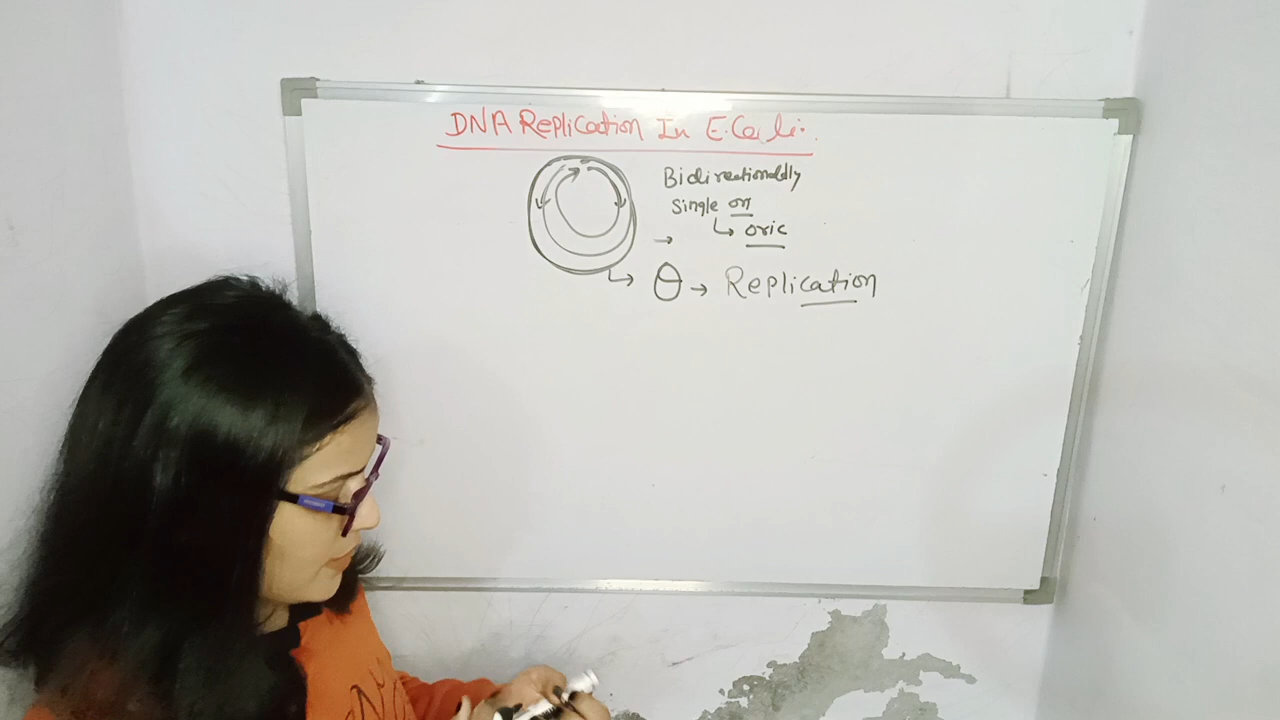 DNA Replication In E. Coli.
Bidirectionally
Single ori
↳ oric
→
↳ θ → Replication